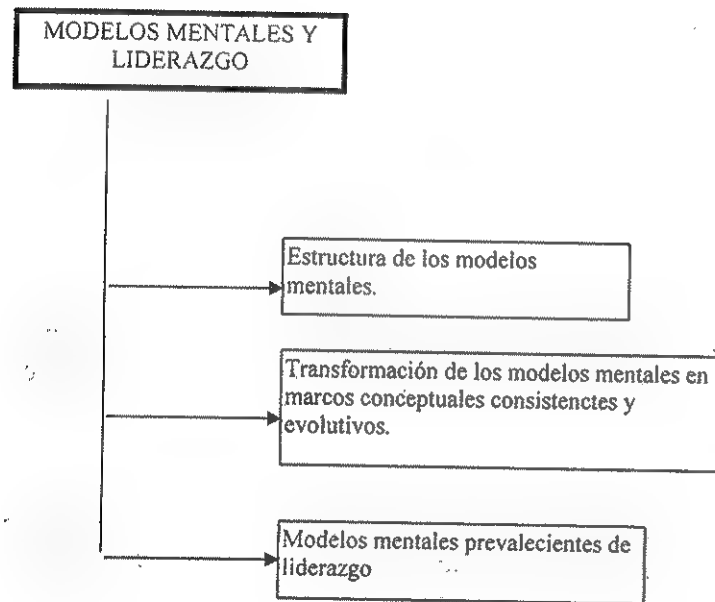 MODELOS MENTALES Y
LIDERAZGO
Estructura de los modelos
mentales.
Transformación de los modelos mentales en
marcos conceptuales consistenctes y
evolutivos.
Modelos mentales prevalecientes de
liderazgo